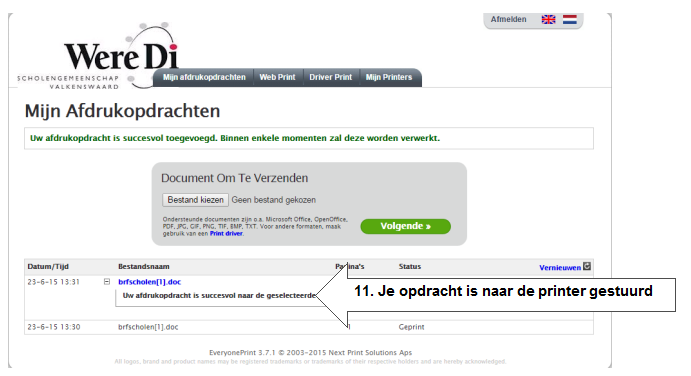 Afmelden
Were Di
SCHOLENGEMEENSCHAP
VALKENSWAARD
Mijn afdrukopdrachten Web Print Driver Print Mijn Printers
Mijn Afdrukopdrachten
Uw afdrukopdracht is succesvol toegevoegd. Binnen enkele momenten zal deze worden verwerkt.
Document Om Te Verzenden
Bestand kiezen Geen bestand gekozen
Ondersteunde documenten zijn o.a. Microsoft Office, OpenOffice,
PDF, JPG, GIF, PNG, TIF, BMP, TXT. Voor andere formaten, maak
gebruik van een Print driver.
Volgende »
Datum/Tijd Bestandsnaam Status Vernieuwen
23-6-15 13:31 brfscholen[1].doc
Uw afdrukopdracht is succesvol naar de geselecteerde
11. Je opdracht is naar de printer gestuurd
23-6-15 13:30 brfscholen[1].doc 1 Geprint
EveryonePrint 3.7.1 © 2003-2015 Next Print Solutions Aps
All logos, brand and product names may be registered trademarks or trademarks of their respective holders and are hereby acknowledged.